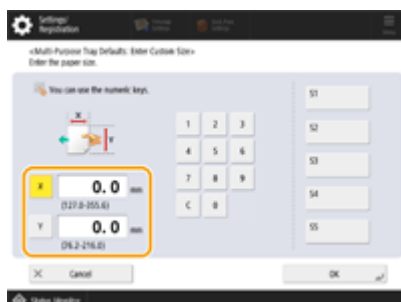 Settings/
Registration
<Multi-Purpose Tray Defaults: Enter Custom Size>
Enter the paper size.
You can use the numeric keys.
X
Y
1 2 3
4 5 6
7 8 9
C 0
X 0.0 mm
(127.0-355.6)
Y 0.0 mm
(76.2-216.0)
S1
S2
S3
S4
S5
Cancel
OK
Status Monitor